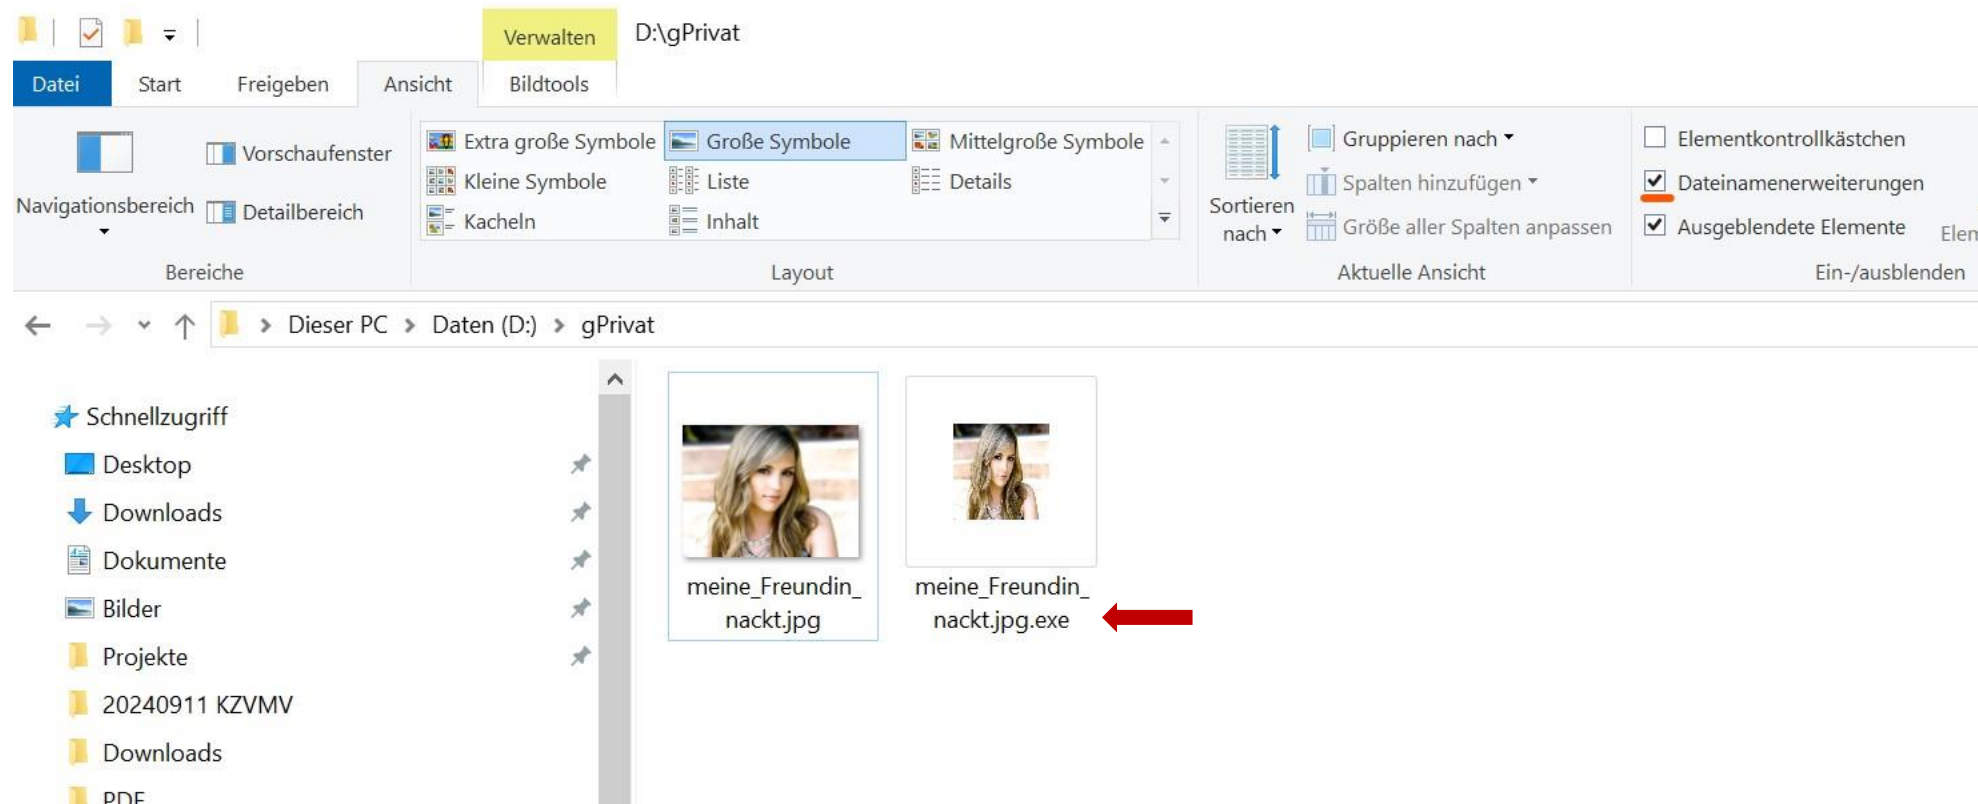 Verwalten
D:\gPrivat
Datei
Start
Freigeben
Ansicht
Bildtools
Navigationsbereich
Vorschaufenster
Detailbereich
Bereiche
Extra große Symbole
Große Symbole
Mittelgroße Symbole
Kleine Symbole
Liste
Details
Kacheln
Inhalt
Layout
Sortieren
nach
Gruppieren nach
Spalten hinzufügen
Größe aller Spalten anpassen
Aktuelle Ansicht
Elementkontrollkästchen
Dateinamenerweiterungen
Ausgeblendete Elemente
Elem
Ein-/ausblenden
Dieser PC > Daten (D:) > gPrivat
Schnellzugriff
Desktop
Downloads
Dokumente
Bilder
Projekte
20240911 KZVMV
Downloads
PDF
meine_Freundin_
nackt.jpg
meine_Freundin_
nackt.jpg.exe